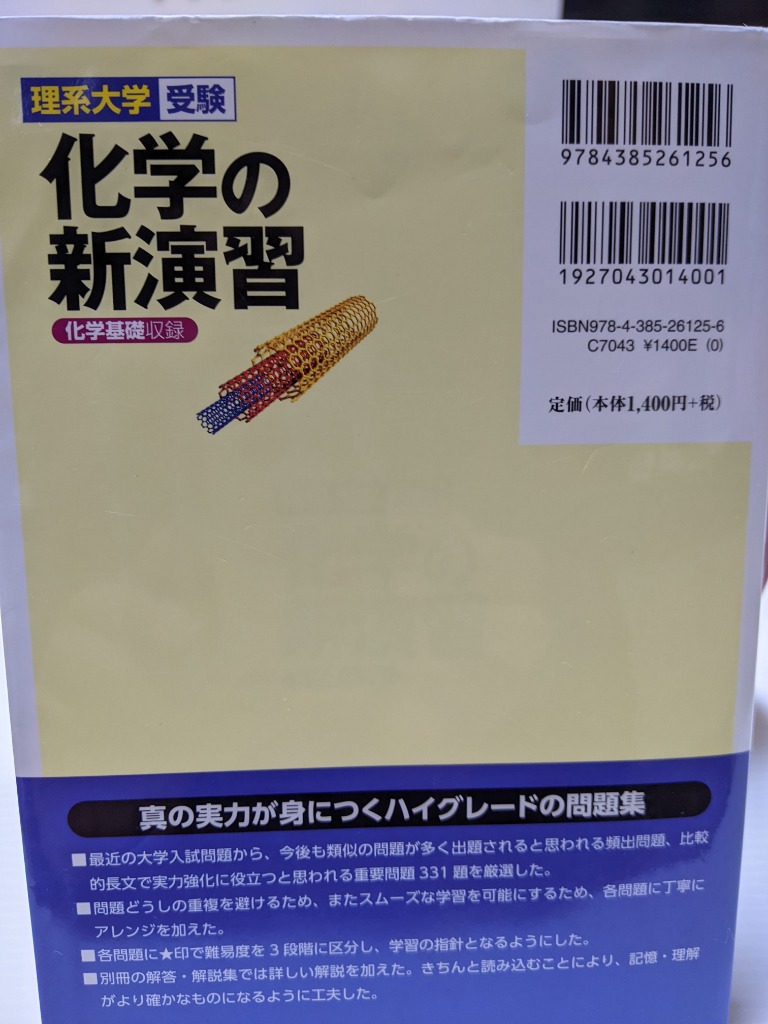 理系大学 受験
化学の
新演習
化学基礎収録
9784385261256
1927043014001
ISBN978-4-385-26125-6
C7043 ¥1400E (0)
定価(本体1,400円+税)
真の実力が身につくハイグレードの問題集
■最近の大学入試問題から、今後も類似の問題が多く出題されると思われる頻出問題、比較
的長文で実力強化に役立つと思われる重要問題331題を厳選した。
■問題どうしの重複を避けるため、またスムーズな学習を可能にするため、各問題に丁寧に
アレンジを加えた。
■各問題に★印で難易度を3段階に区分し、学習の指針となるようにした。
■別冊の解答・解説集では詳しい解説を加えた。きちんと読み込むことにより、記憶・理解
がより確かなものになるように工夫した。